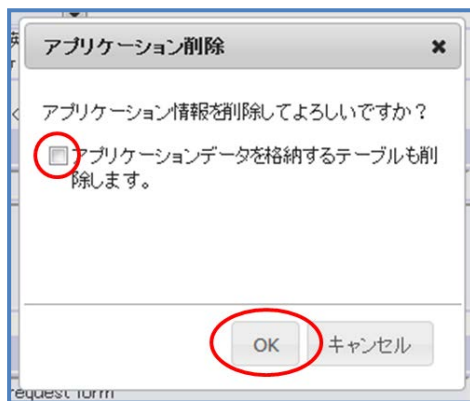 アプリケーション削除
アプリケーション情報を削除してよろしいですか？
アプリケーションデータを格納するテーブルも削
除します。
OK キャンセル
request form